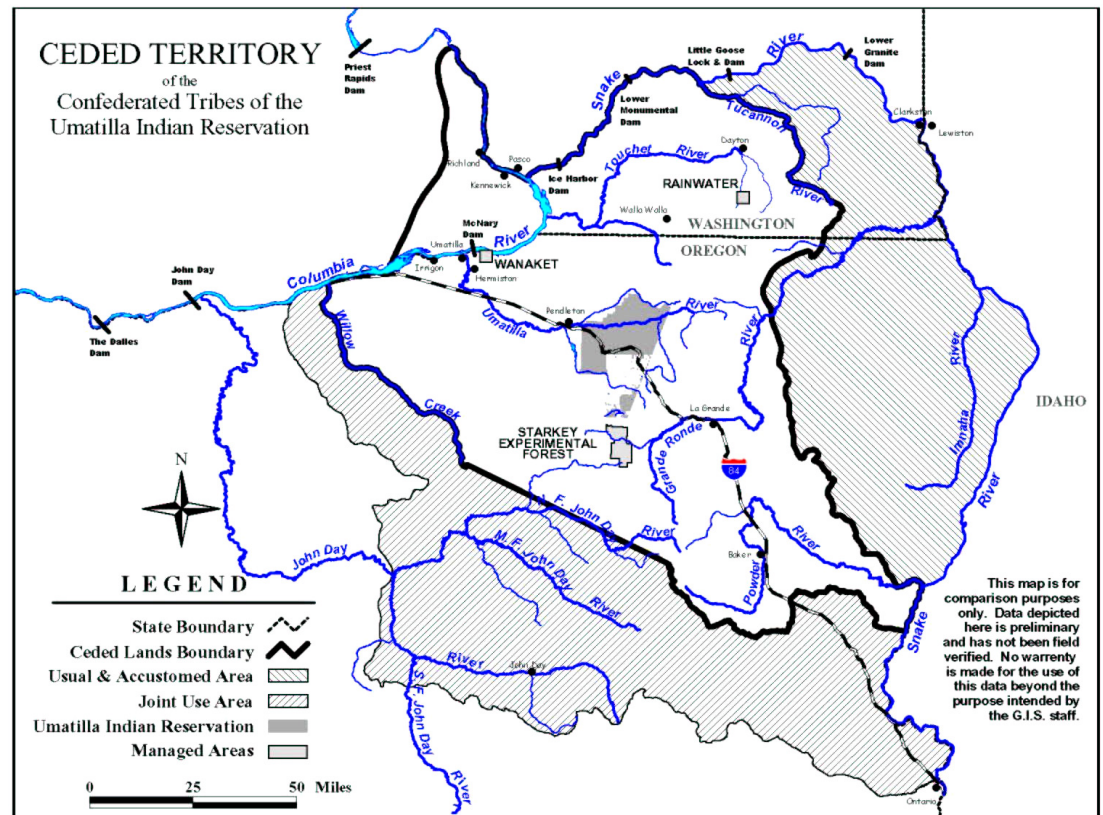 CEDED TERRITORY
of the
Confederated Tribes of the
Umatilla Indian Reservation
Priest
Rapids
Dam
Little Goose
Lock & Dam
River
Lower
Granite
Dam
Snake
Lower
Monumental
Dam
Tucannon
River
Clarkston
Lewiston
Richland
Pasco
Kennewick
Ice Harbor
Dam
Touchet River
Dayton
RAINWATER
Walla Walla
WASHINGTON
OREGON
McNary
Dam
Umatilla
River
WANAKET
Irrigon
Hermiston
Columbia
John Day
Dam
The Dalles
Dam
Willow
Creek
Pendleton
Umatilla
River
River
River
Imnaha
River
IDAHO
La Grande
Grande Ronde
STARKEY
EXPERIMENTAL
FOREST
84
N. F. John Day
River
M. F. John Day
River
Baker
Powder
River
Snake
John Day
River
John Day
S. F. John Day
River
Ontario
N
LEGEND
State Boundary
Ceded Lands Boundary
Usual & Accustomed Area
Joint Use Area
Umatilla Indian Reservation
Managed Areas
0 25 50 Miles
This map is for
comparison purposes
only. Data depicted
here is preliminary
and has not been field
verified. No warrenty
is made for the use of
this data beyond the
purpose intended by
the G.I.S. staff.